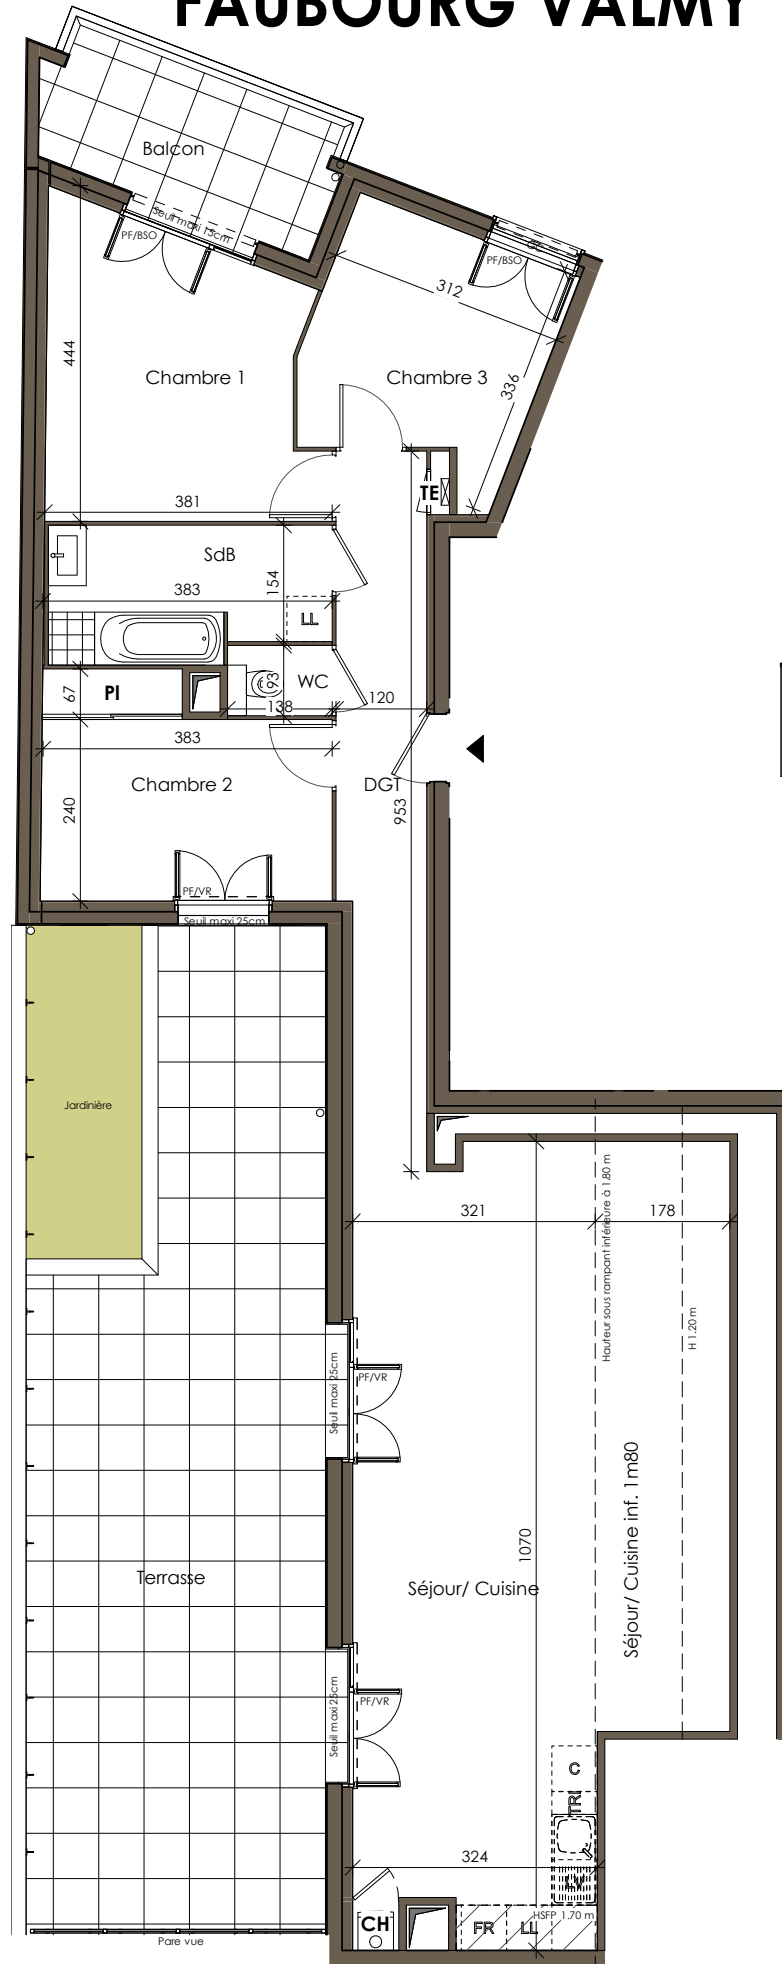 FAUBOURG VALMY
Balcon
Seuil maxi 15cm
PF/BSO
PF/BSO
312
444
Chambre 1
Chambre 3
336
381
TE
SdB
154
383
LL
67
PI
93
WC
138
120
383
Chambre 2
DGT
240
953
PF/VR
Seuil maxi 25cm
Jardinière
321
178
Hauteur sous rampant inférieure à 1.80 m
H 1.20 m
Seuil maxi 25cm
PF/VR
Séjour/ Cuisine inf. 1m80
1070
Terrasse
Séjour/ Cuisine
Seuil maxi 25cm
PF/VR
C
TRI
LV
324
CH
FR
LL
HSFP 1.70 m
Pare vue